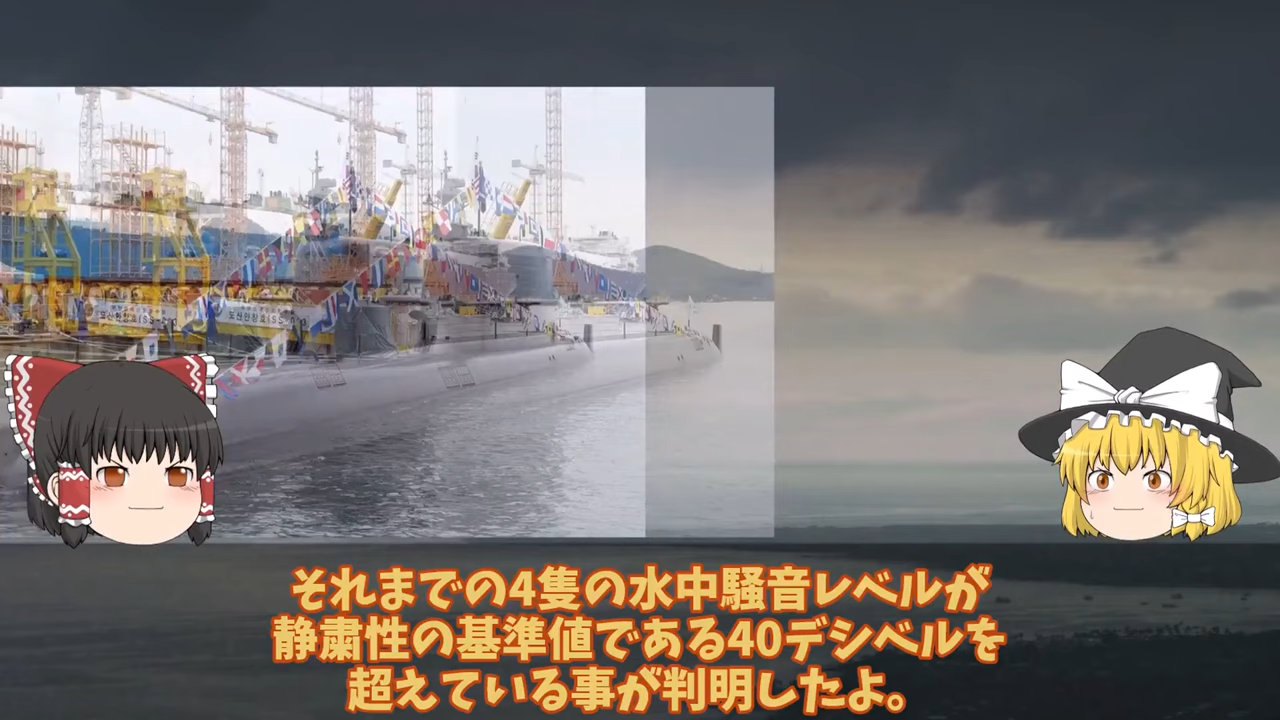 それまでの4隻の水中騒音レベルが
静粛性の基準値である40デシベルを
超えている事が判明したよ。